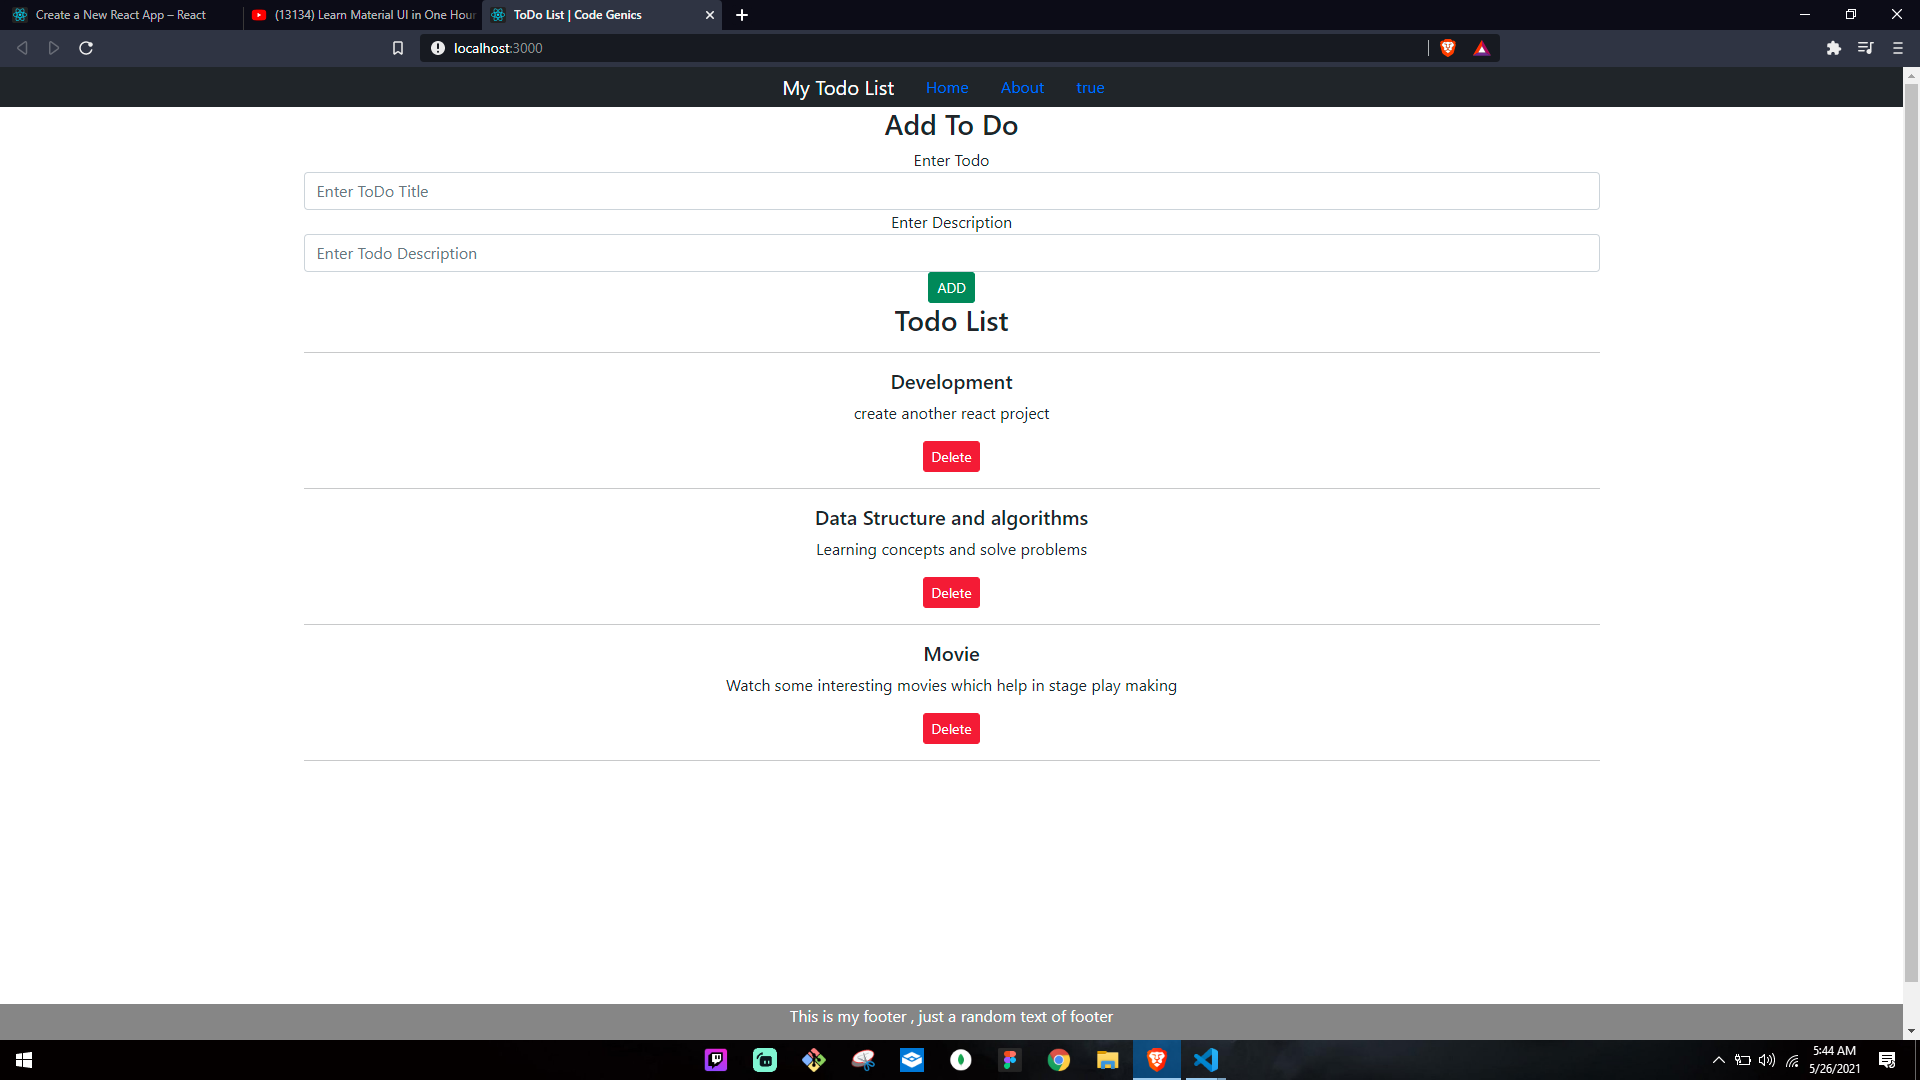 Create a New React App – React
(13134) Learn Material UI in One Hour
ToDo List | Code Genics
localhost:3000
My Todo List Home About true
Add To Do
Enter Todo
Enter ToDo Title
Enter Description
Enter Todo Description
ADD
Todo List
Development
create another react project
Delete
Data Structure and algorithms
Learning concepts and solve problems
Delete
Movie
Watch some interesting movies which help in stage play making
Delete
This is my footer , just a random text of footer
5:44 AM
5/26/2021